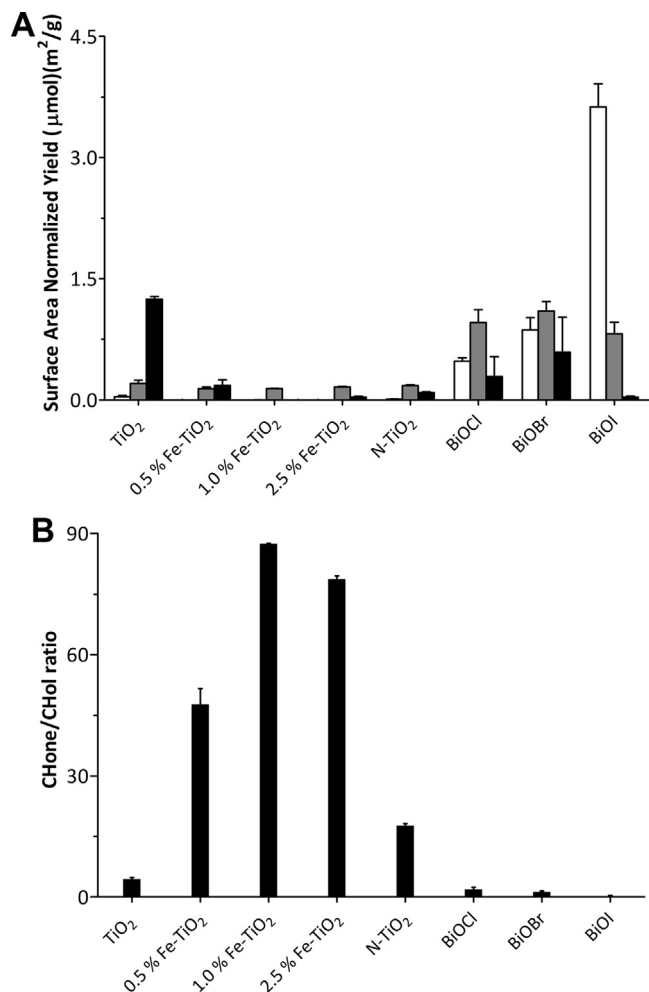 A
Surface Area Normalized Yield ( μmol)(m²/g)
4.5
3.0
1.5
0.0
TiO₂
0.5 % Fe-TiO₂
1.0 % Fe-TiO₂
2.5 % Fe-TiO₂
N-TiO₂
BiOCl
BiOBr
BiOI
B
CHone/CHol ratio
90
60
30
0
TiO₂
0.5 % Fe-TiO₂
1.0 % Fe-TiO₂
2.5 % Fe-TiO₂
N-TiO₂
BiOCl
BiOBr
BiOI